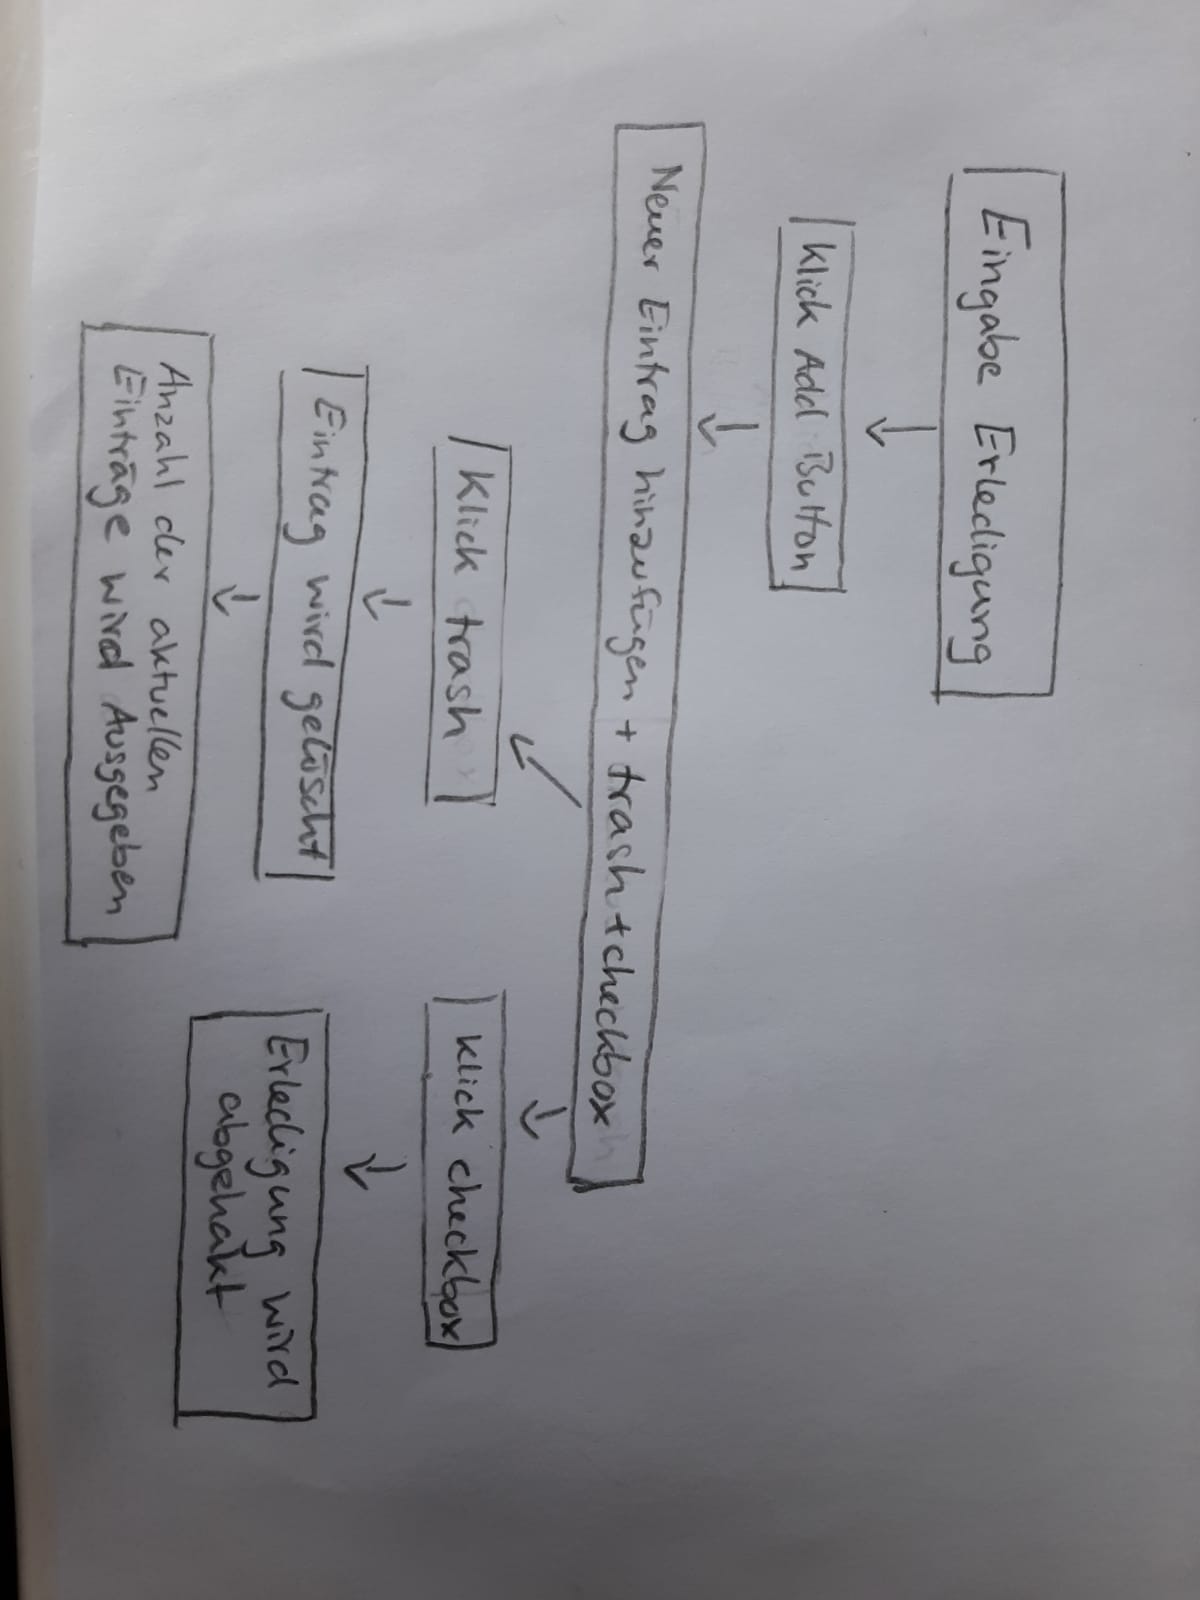 Eingabe Erledigung
Klick Add Button
Neuer Eintrag hinzufügen + trash + checkbox
Klick trash
Eintrag wird gelöscht
Anzahl der aktuellen
Einträge wird Ausgegeben
Klick checkbox
Erledigung wird
abgehakt